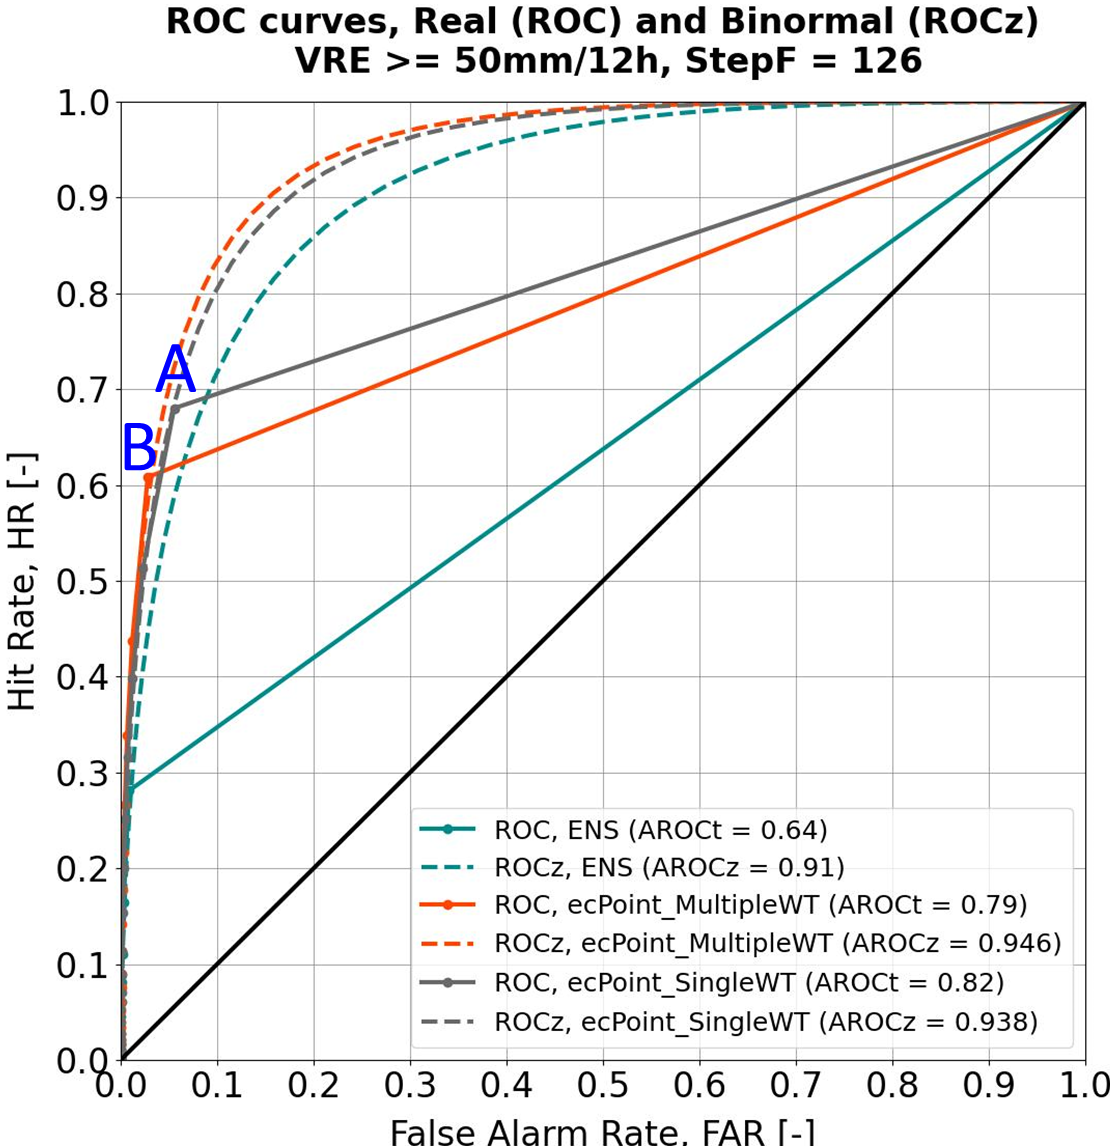 ROC curves, Real (ROC) and Binormal (ROCz)
VRE >= 50mm/12h, StepF = 126
1.0
0.9
0.8
0.7
0.6
0.5
0.4
0.3
0.2
0.1
0.0
Hit Rate, HR [-]
A
B
ROC, ENS (AROCt = 0.64)
ROCz, ENS (AROCz = 0.91)
ROC, ecPoint_MultipleWT (AROCt = 0.79)
ROCz, ecPoint_MultipleWT (AROCz = 0.946)
ROC, ecPoint_SingleWT (AROCt = 0.82)
ROCz, ecPoint_SingleWT (AROCz = 0.938)
0.0 0.1 0.2 0.3 0.4 0.5 0.6 0.7 0.8 0.9 1.0
False Alarm Rate, FAR [-]